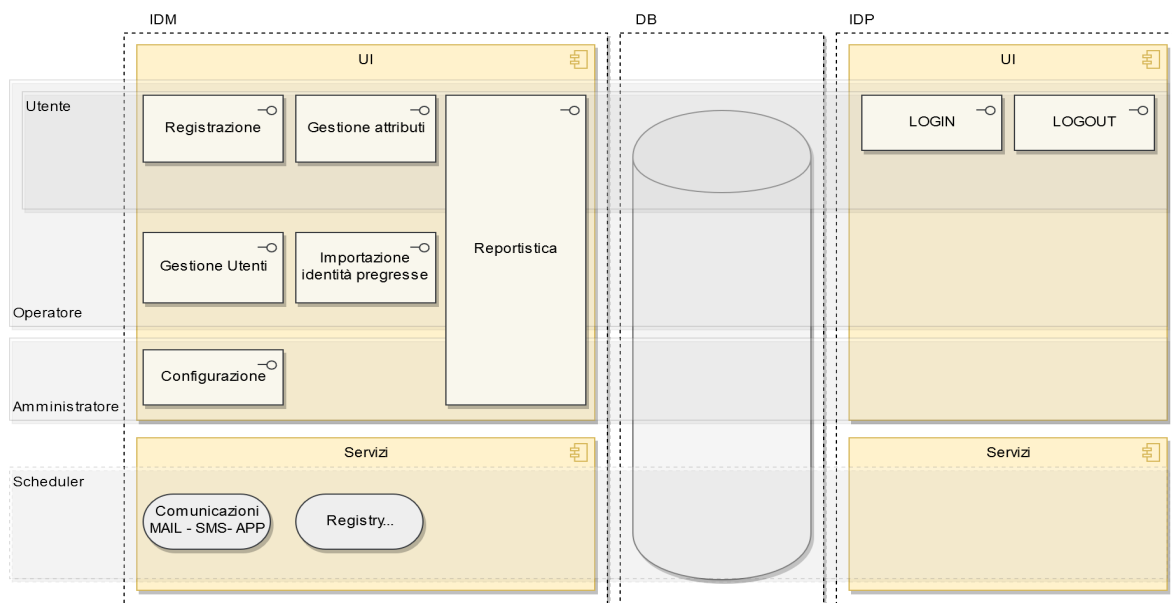 IDM
DB
IDP
UI
UI
Utente
Registrazione
Gestione attributi
LOGIN
LOGOUT
Reportistica
Gestione Utenti
Importazione
identità pregresse
Operatore
Configurazione
Amministratore
Servizi
Servizi
Scheduler
Comunicazioni
MAIL - SMS- APP
Registry...